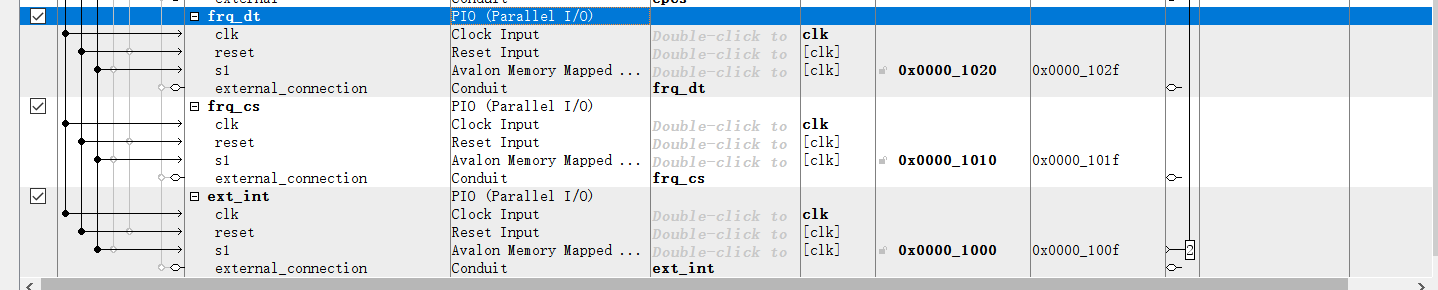 external Conduit epcs
frq_dt PIO (Parallel I/O)
clk Clock Input Double-click to clk
reset Reset Input Double-click to [clk]
s1 Avalon Memory Mapped ... Double-click to [clk] 0x0000_1020 0x0000_102f
external_connection Conduit frq_dt
frq_cs PIO (Parallel I/O)
clk Clock Input Double-click to clk
reset Reset Input Double-click to [clk]
s1 Avalon Memory Mapped ... Double-click to [clk] 0x0000_1010 0x0000_101f
external_connection Conduit frq_cs
ext_int PIO (Parallel I/O)
clk Clock Input Double-click to clk
reset Reset Input Double-click to [clk]
s1 Avalon Memory Mapped ... Double-click to [clk] 0x0000_1000 0x0000_100f 2
external_connection Conduit ext_int